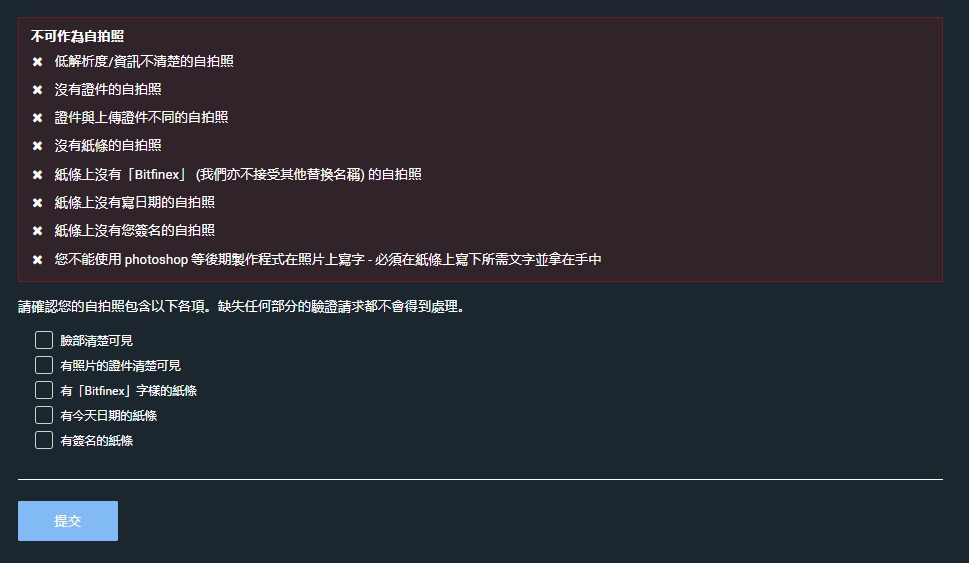 不可作為自拍照
✖ 低解析度/資訊不清楚的自拍照
✖ 沒有證件的自拍照
✖ 證件與上傳證件不同的自拍照
✖ 沒有紙條的自拍照
✖ 紙條上沒有「Bitfinex」 (我們亦不接受其他替換名稱) 的自拍照
✖ 紙條上沒有寫日期的自拍照
✖ 紙條上沒有您簽名的自拍照
✖ 您不能使用 photoshop 等後期製作程式在照片上寫字 - 必須在紙條上寫下所需文字並拿在手中
請確認您的自拍照包含以下各項。缺失任何部分的驗證請求都不會得到處理。
臉部清楚可見
有照片的證件清楚可見
有「Bitfinex」字樣的紙條
有今天日期的紙條
有簽名的紙條
提交